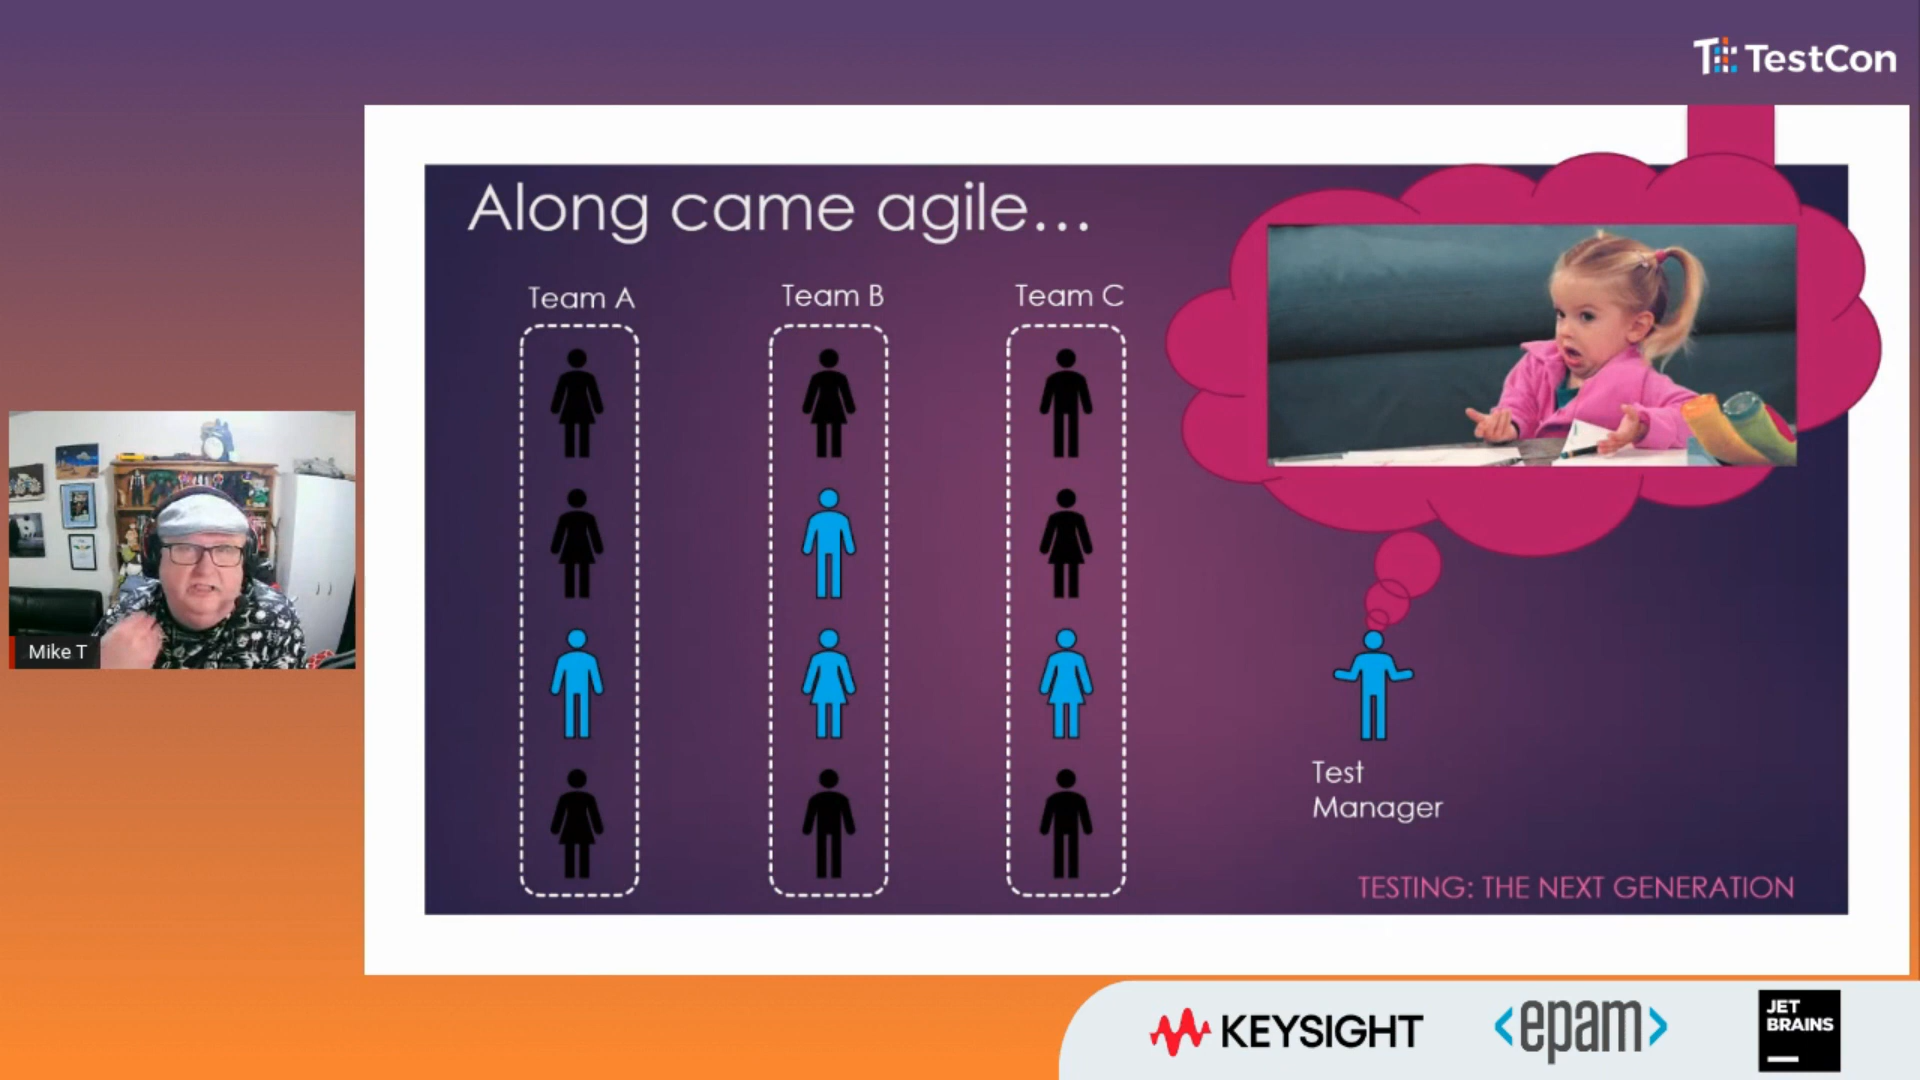 TestCon
Along came agile...
Team A
Team B
Team C
Mike T
Test
Manager
TESTING: THE NEXT GENERATION
KEYSIGHT
<epam>
JET
BRAINS